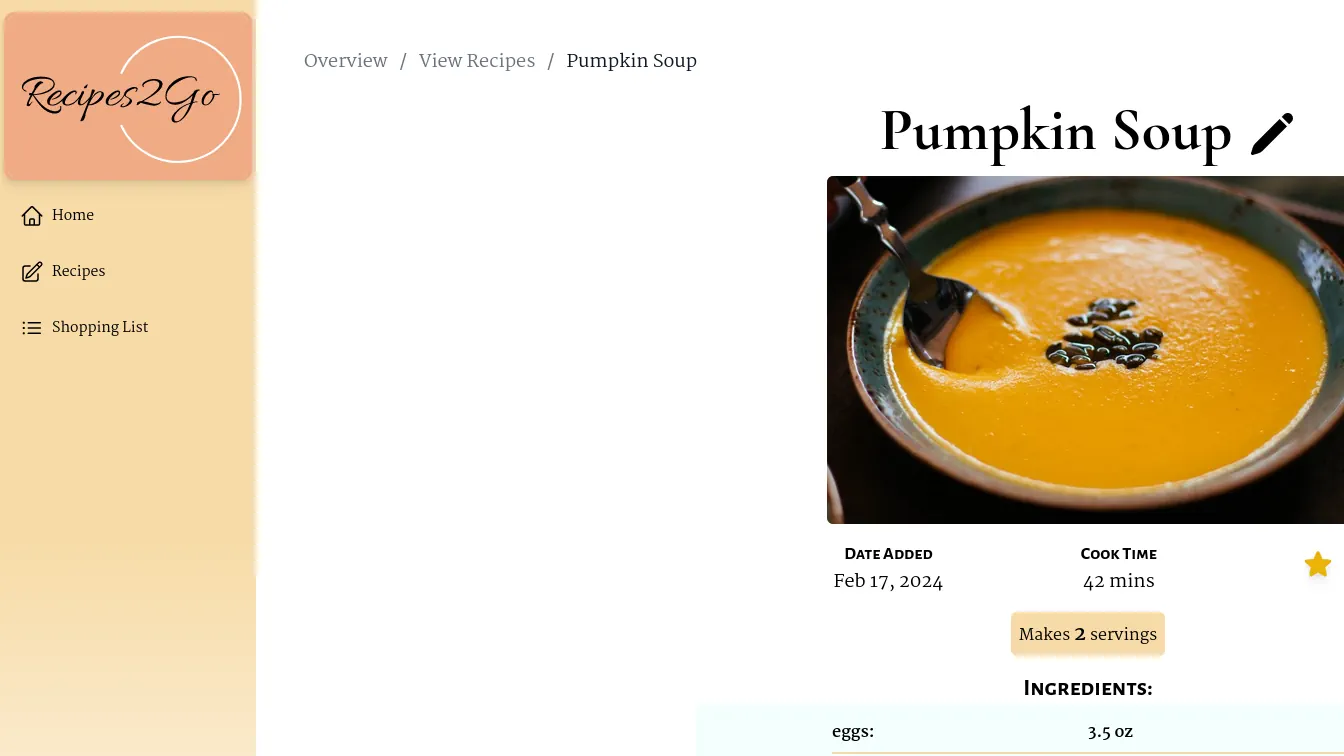 Recipes2Go
Home
Recipes
Shopping List
Overview / View Recipes / Pumpkin Soup
Pumpkin Soup
Date Added
Feb 17, 2024
Cook Time
42 mins
Makes 2 servings
Ingredients:
eggs: 3.5 oz